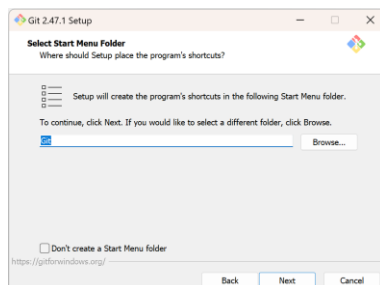 Git 2.47.1 Setup
Select Start Menu Folder
Where should Setup place the program's shortcuts?
Setup will create the program's shortcuts in the following Start Menu folder.
To continue, click Next. If you would like to select a different folder, click Browse.
Git
Browse...
Don't create a Start Menu folder
https://gitforwindows.org/
Back
Next
Cancel